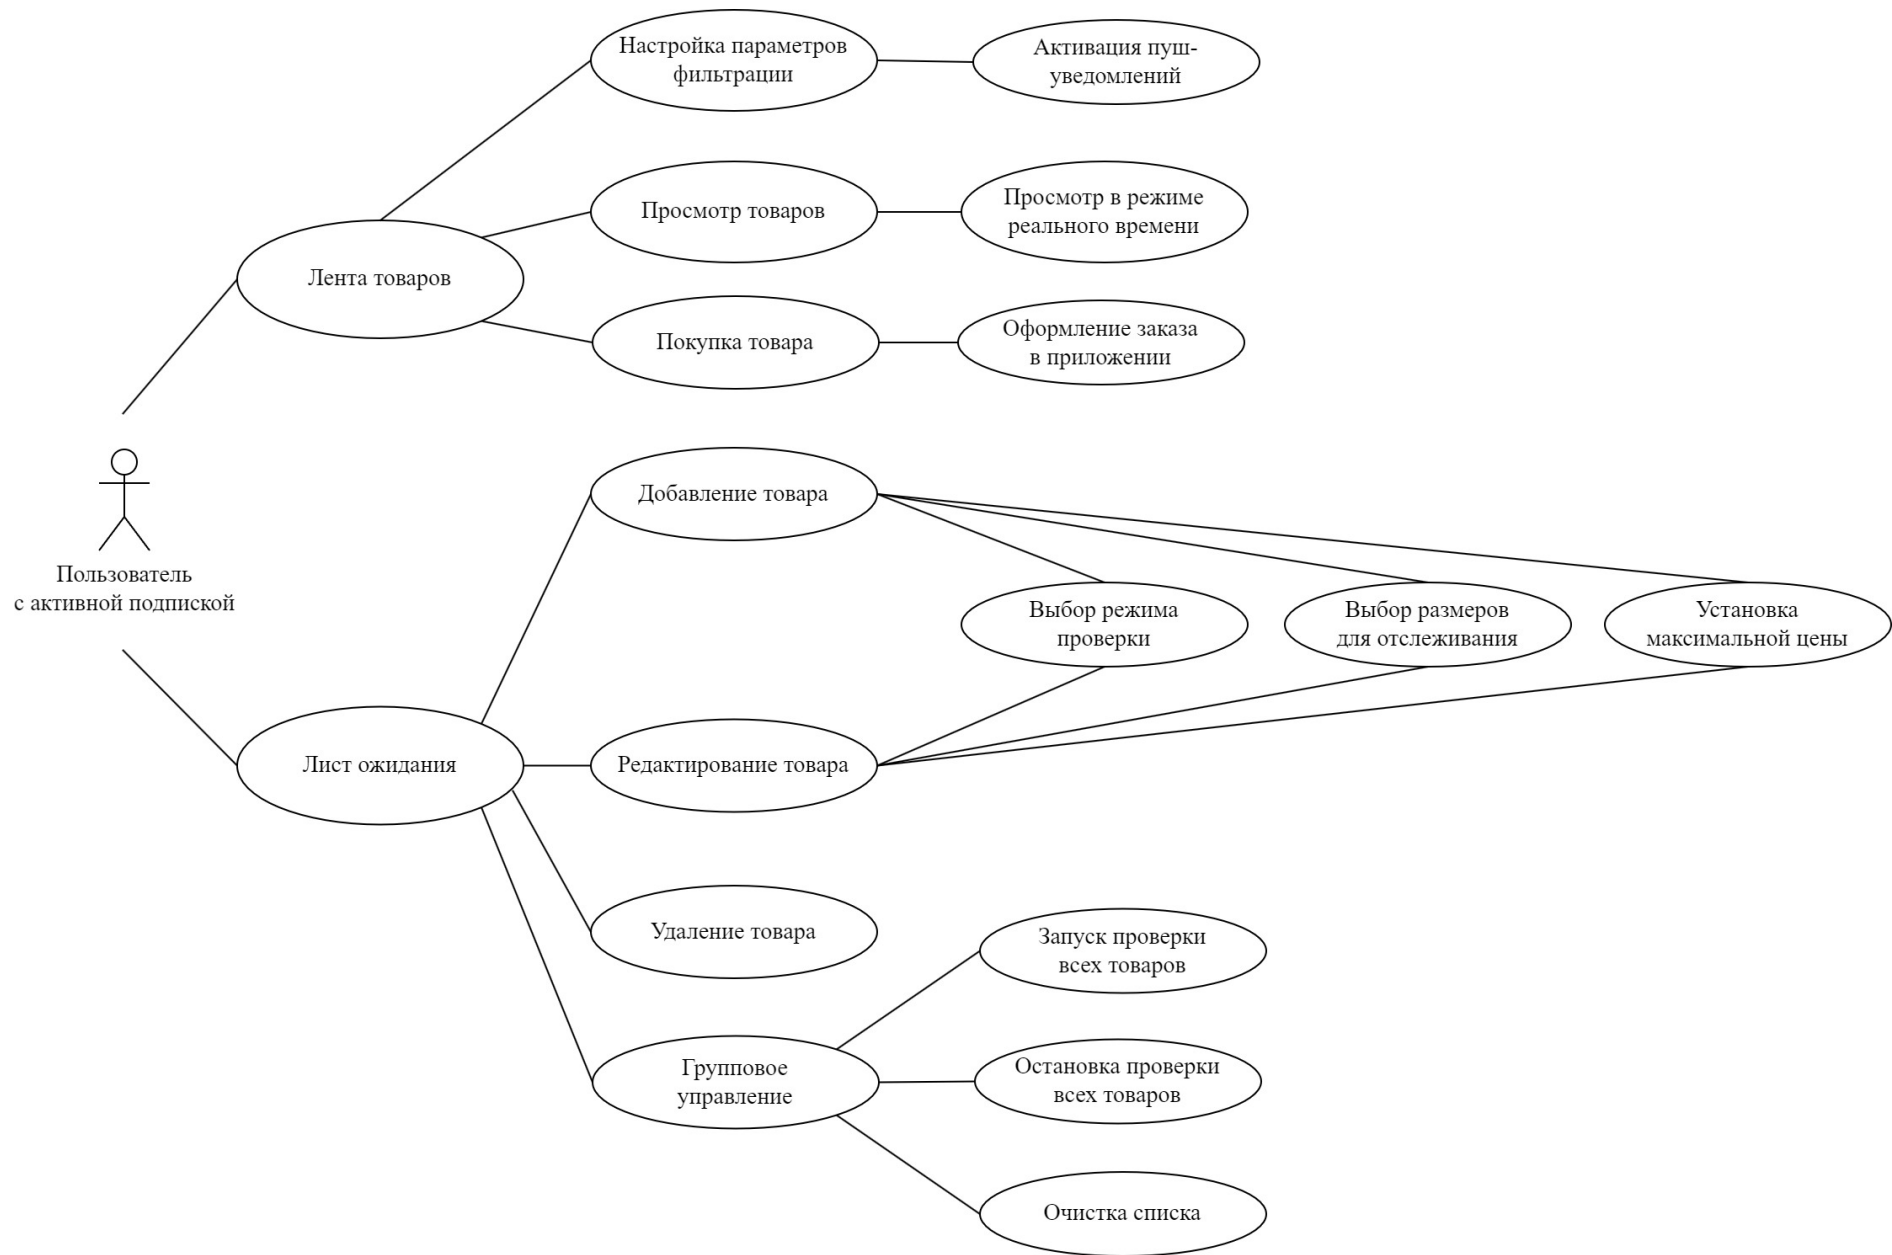 Настройка параметров
фильтрации
Активация пуш-
уведомлений
Просмотр товаров
Просмотр в режиме
реального времени
Лента товаров
Покупка товара
Оформление заказа
в приложении
Добавление товара
Пользователь
с активной подпиской
Выбор режима
проверки
Выбор размеров
для отслеживания
Установка
максимальной цены
Лист ожидания
Редактирование товара
Удаление товара
Запуск проверки
всех товаров
Групповое
управление
Остановка проверки
всех товаров
Очистка списка